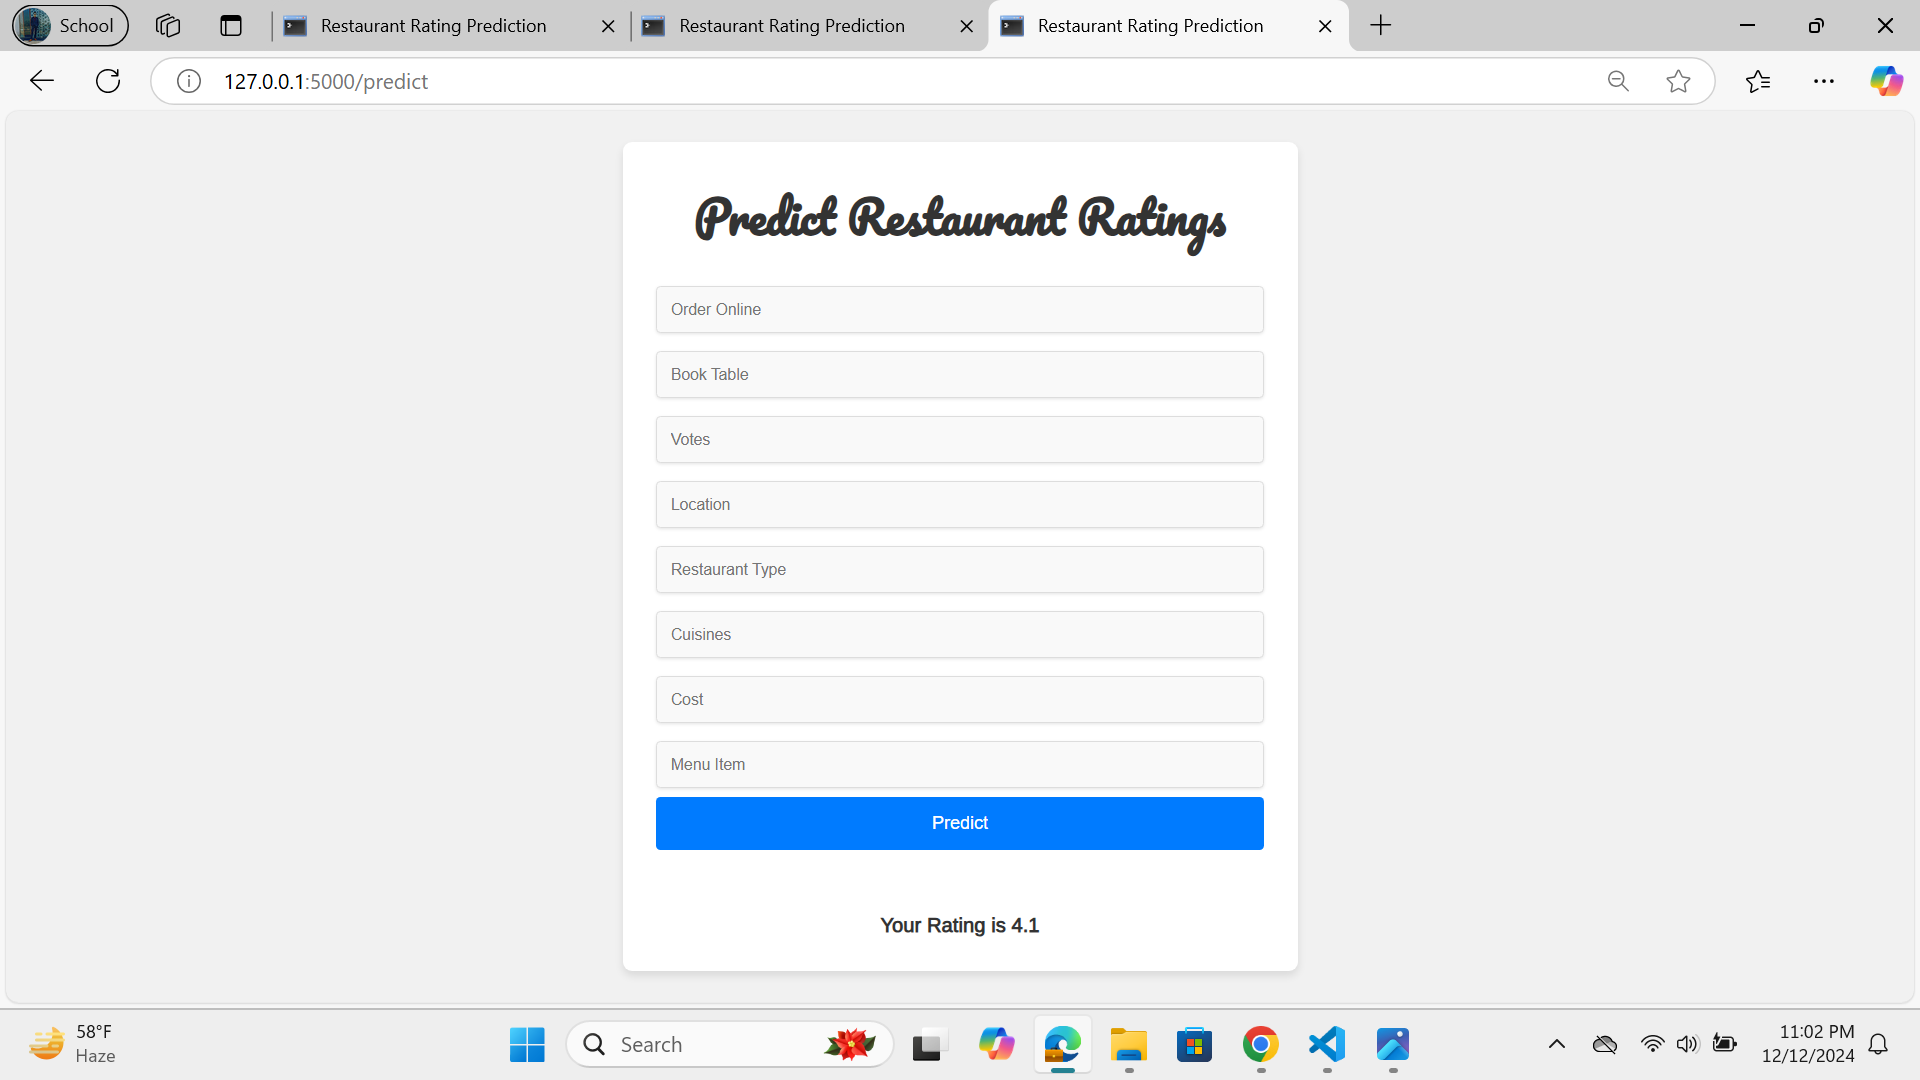 School
Restaurant Rating Prediction
Restaurant Rating Prediction
Restaurant Rating Prediction
127.0.0.1:5000/predict
Predict Restaurant Ratings
Order Online
Book Table
Votes
Location
Restaurant Type
Cuisines
Cost
Menu Item
Predict
Your Rating is 4.1
58°F
Haze
Search
11:02 PM
12/12/2024